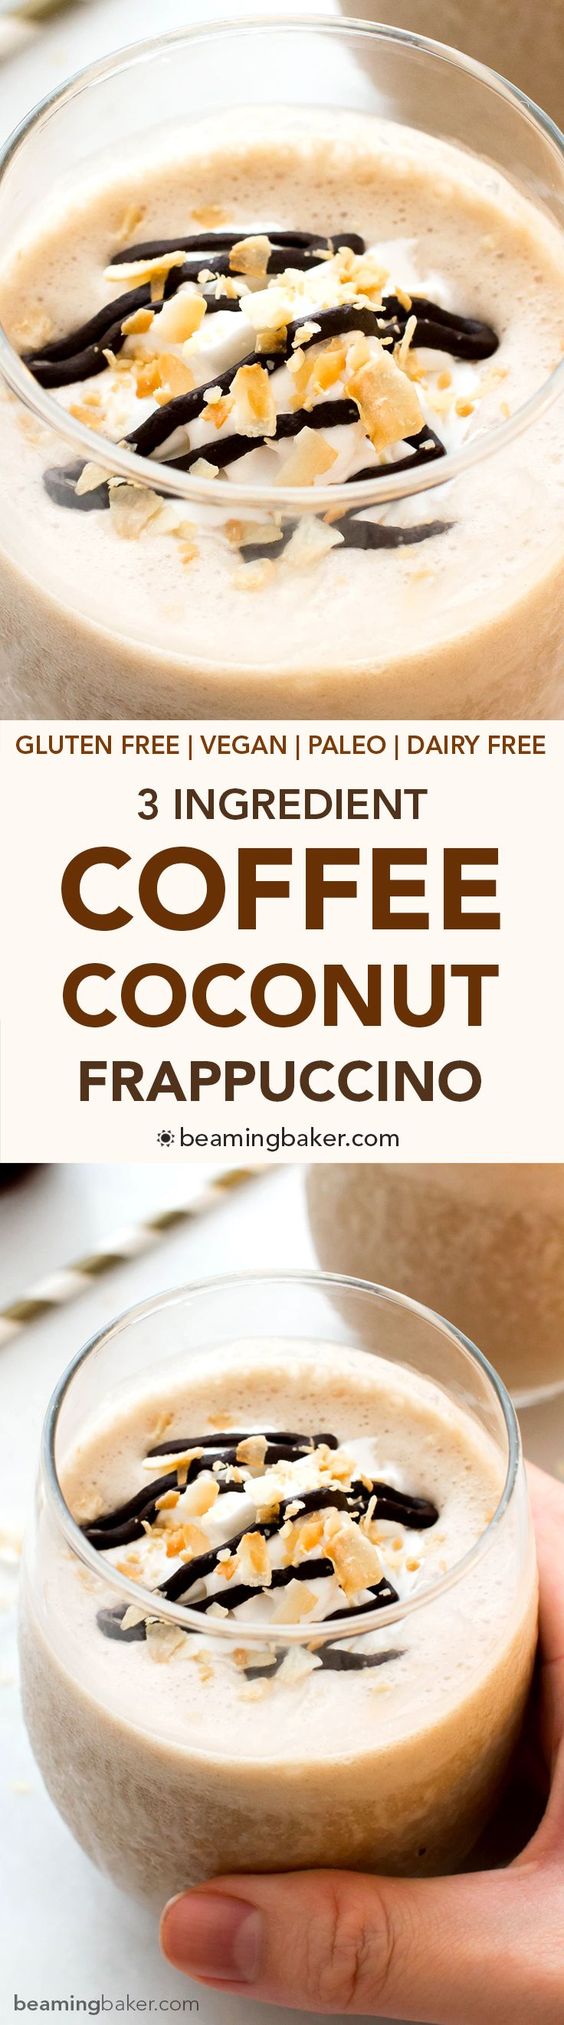 GLUTEN FREE | VEGAN | PALEO | DAIRY FREE
3 INGREDIENT
COFFEE
COCONUT
FRAPPUCCINO
beamingbaker.com
beamingbaker.com